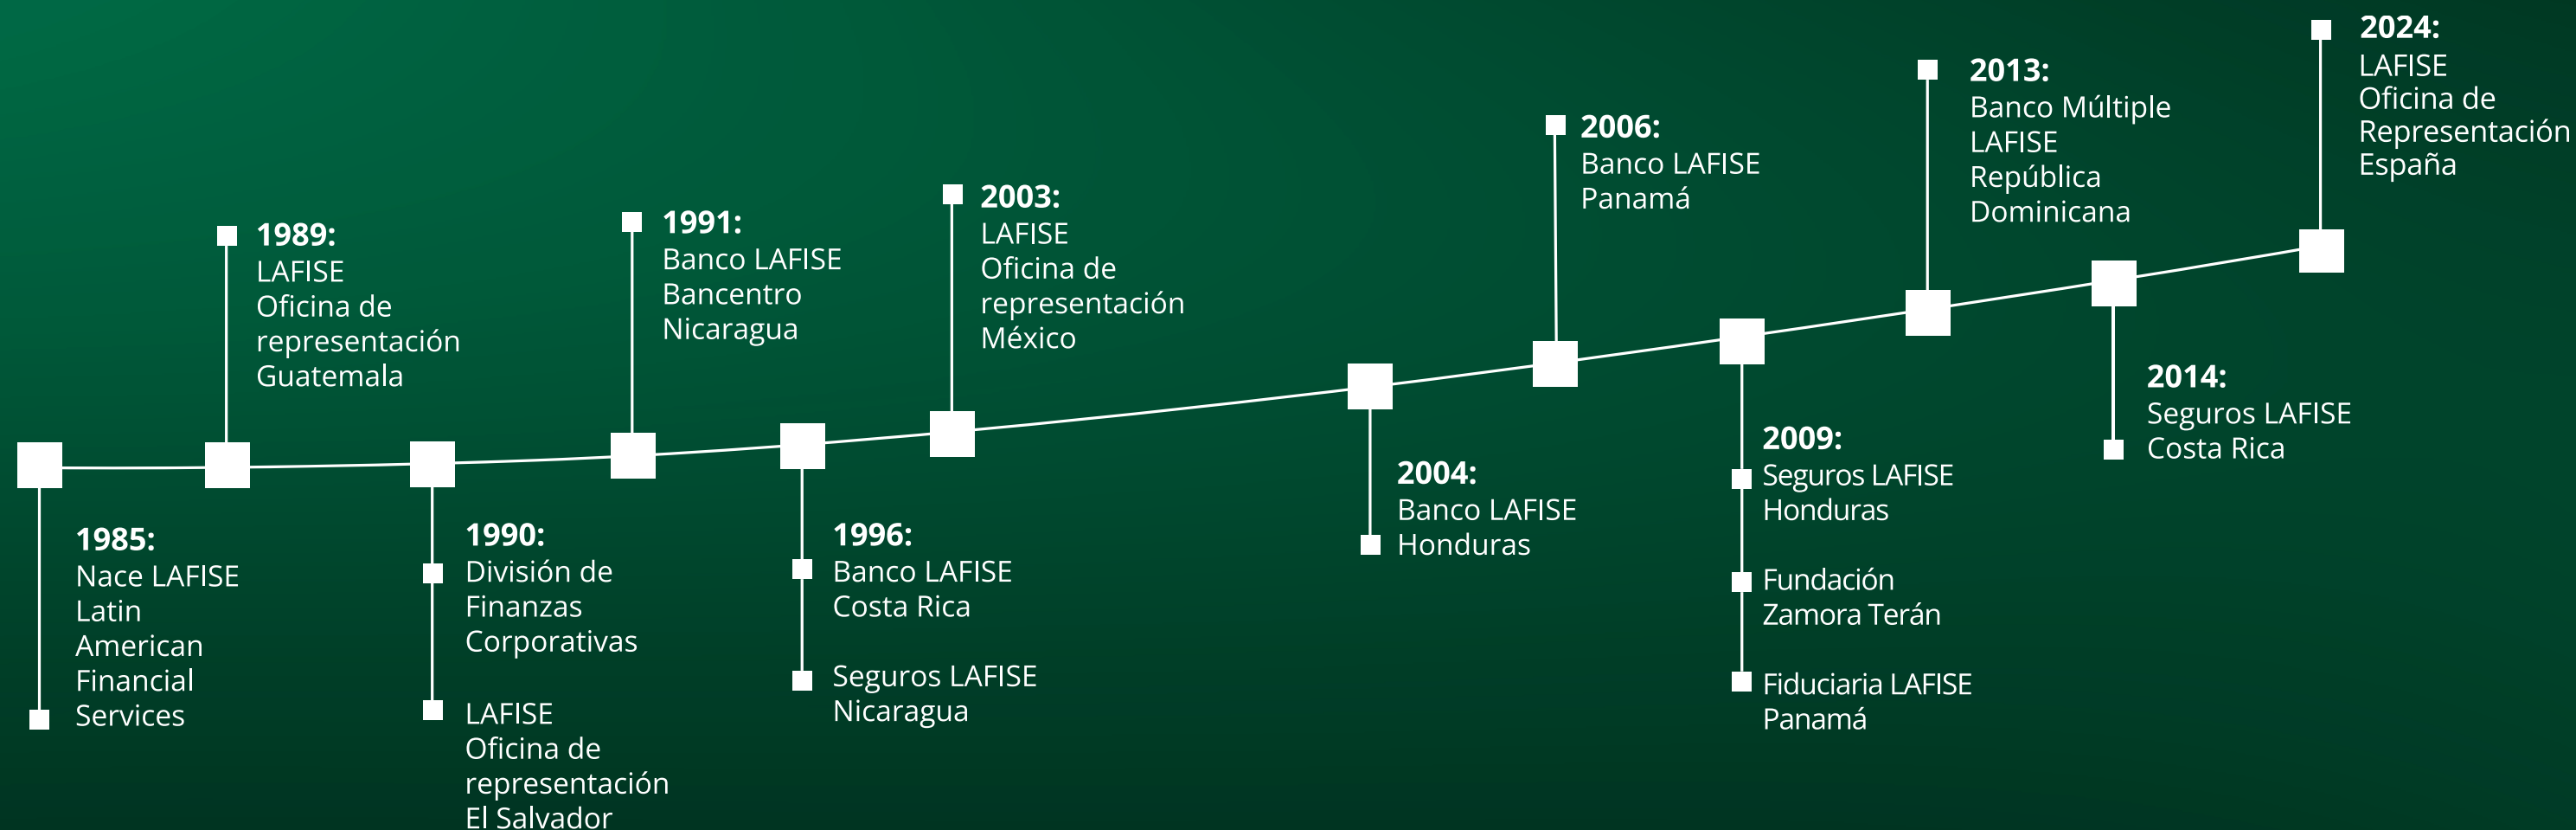 1985:
Nace LAFISE
Latin
American
Financial
Services
1989:
LAFISE
Oficina de
representación
Guatemala
1990:
División de
Finanzas
Corporativas
LAFISE
Oficina de
representación
El Salvador
1991:
Banco LAFISE
Bancentro
Nicaragua
1996:
Banco LAFISE
Costa Rica
Seguros LAFISE
Nicaragua
2003:
LAFISE
Oficina de
representación
México
2004:
Banco LAFISE
Honduras
2006:
Banco LAFISE
Panamá
2009:
Seguros LAFISE
Honduras
Fundación
Zamora Terán
Fiduciaria LAFISE
Panamá
2013:
Banco Múltiple
LAFISE
República
Dominicana
2014:
Seguros LAFISE
Costa Rica
2024:
LAFISE
Oficina de
Representación
España